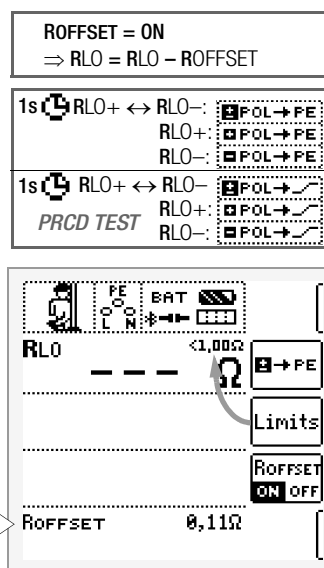 ROFFSET = ON
⇒ RLO = RLO – ROFFSET
1s RLO+ ↔ RLO–: ± POL→PE
RLO+: + POL→PE
RLO–: − POL→PE
1s RLO+ ↔ RLO– ± POL→
PRCD TEST RLO+: + POL→
RLO–: − POL→
PE
L N
BAT
RLO <1,00Ω
– – – Ω
± → PE
Limits
ROFFSET
ON OFF
ROFFSET 0,11Ω